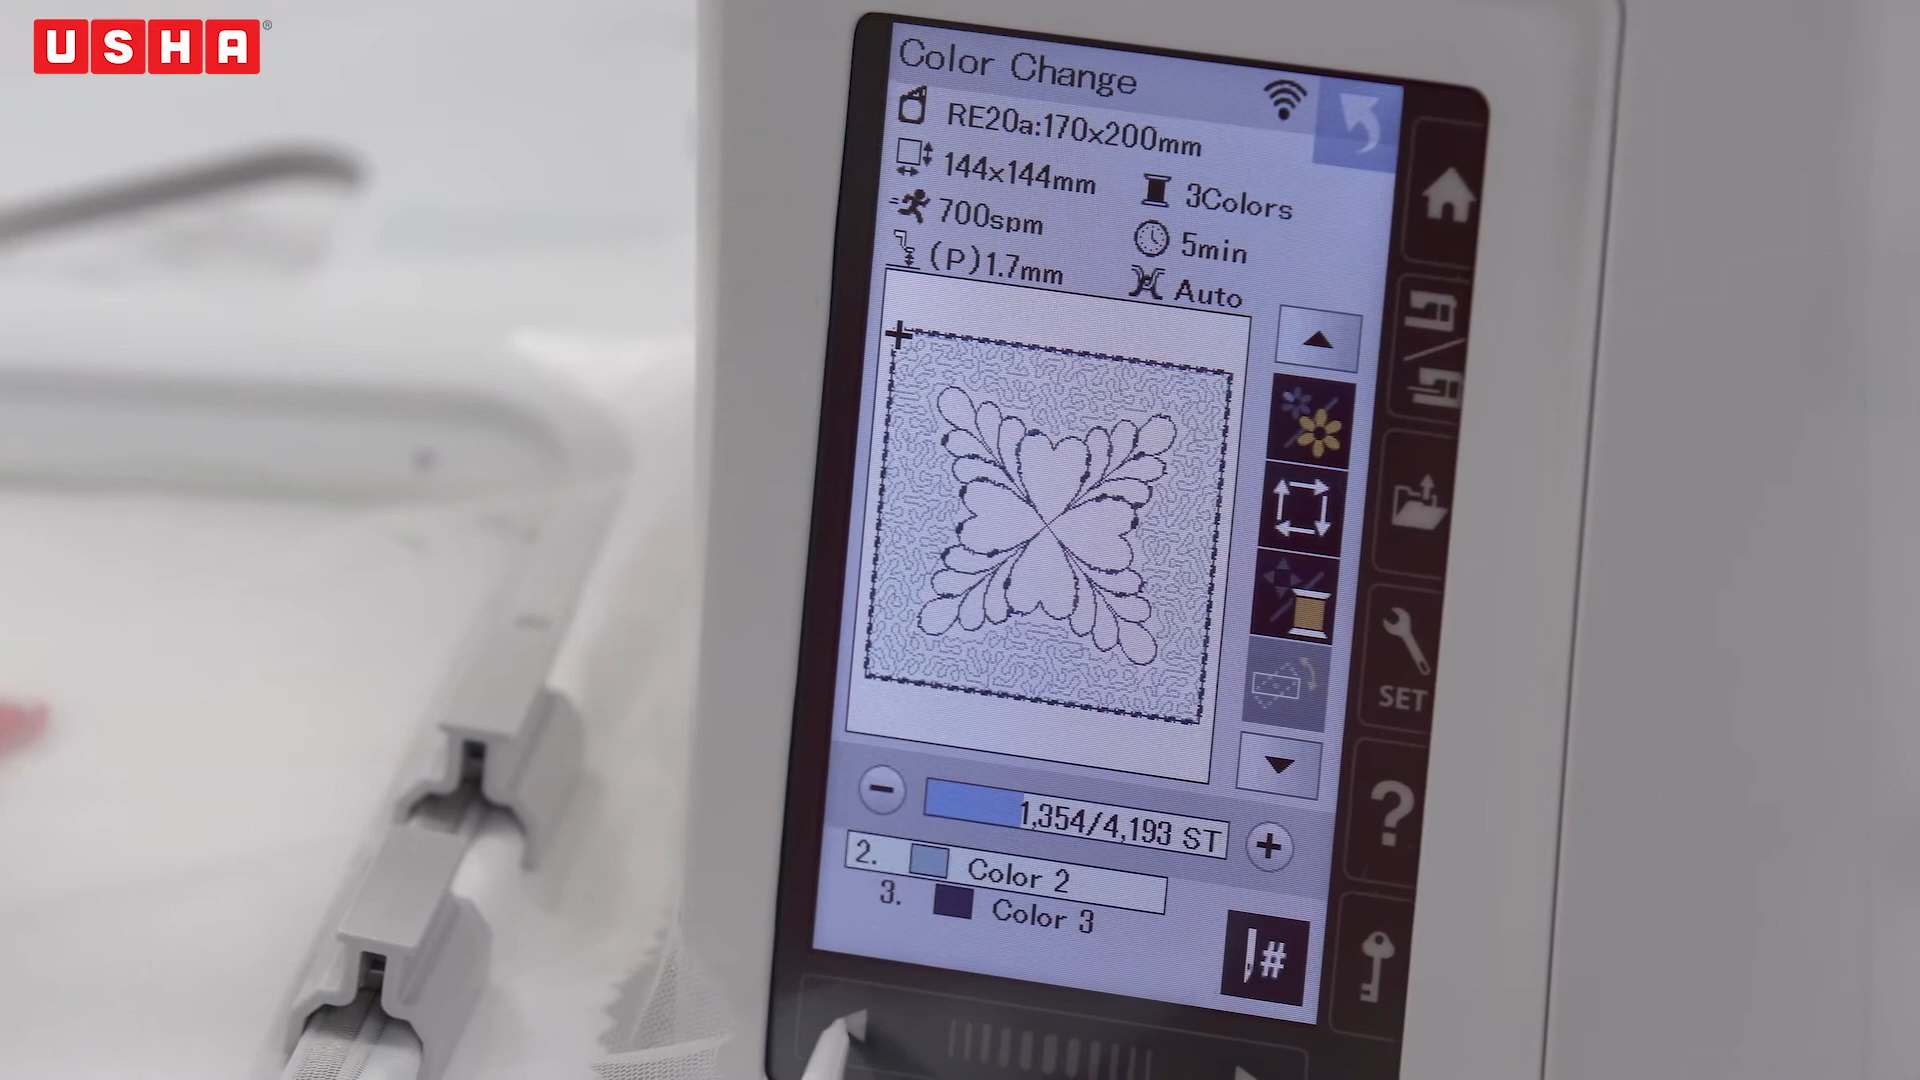 USHA®
Color Change
RE20a:170x200mm
144x144mm
3Colors
700spm
5min
(P)1.7mm
Auto
1,354/4,193 ST
2. Color 2
3. Color 3
#
SET
?